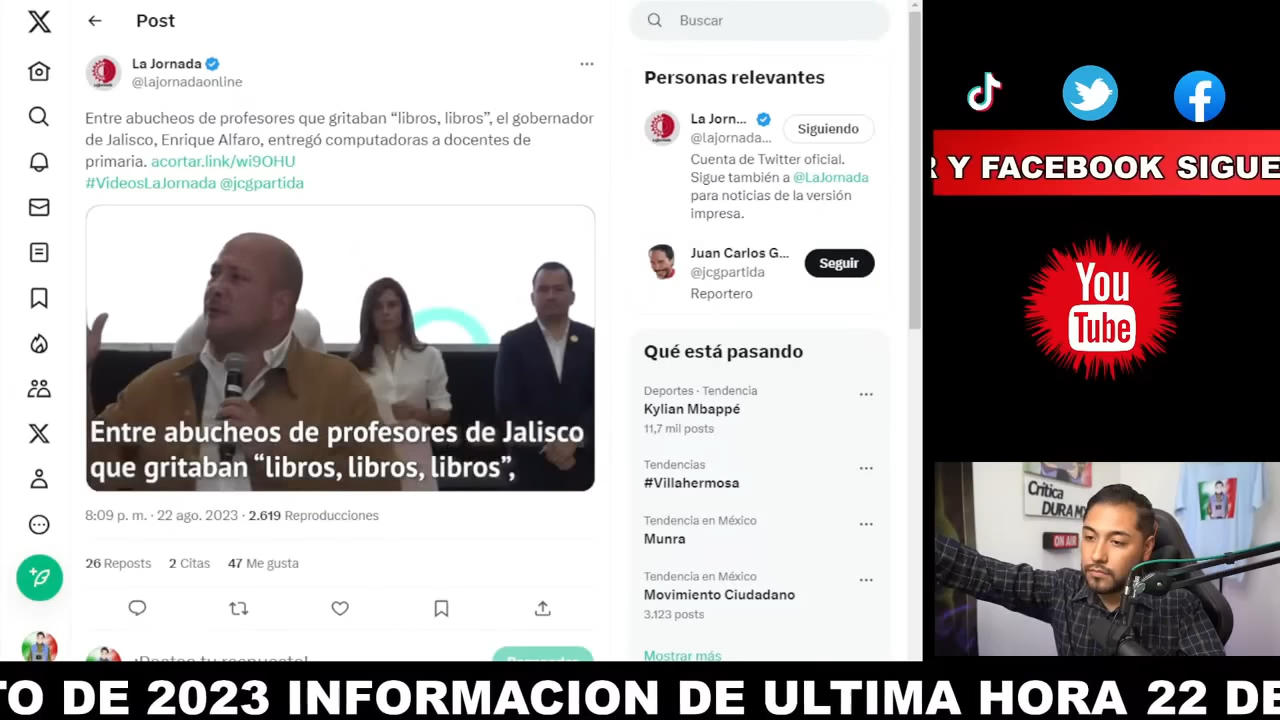 Post
Buscar
La Jornada
@lajornadaonline
Entre abucheos de profesores que gritaban “libros, libros”, el gobernador
de Jalisco, Enrique Alfaro, entregó computadoras a docentes de
primaria. acortar.link/wi9OHU
#VideosLaJornada @jcgpartida
Entre abucheos de profesores de Jalisco
que gritaban “libros, libros, libros”,
8:09 p. m. · 22 ago. 2023 · 2.619 Reproducciones
26 Reposts 2 Citas 47 Me gusta
Personas relevantes
La Jorn...
@lajornada...
Siguiendo
Cuenta de Twitter oficial.
Sigue también a @LaJornada
para noticias de la versión
impresa.
Juan Carlos G...
@jcgpartida
Seguir
Reportero
Qué está pasando
Deportes · Tendencia
Kylian Mbappé
11,7 mil posts
Tendencias
#Villahermosa
Tendencia en México
Munra
Tendencia en México
Movimiento Ciudadano
3.123 posts
Mostrar más
R Y FACEBOOK SIGUE
You
Tube
Critica
DURA MX
ON AIR
TO DE 2023 INFORMACION DE ULTIMA HORA 22 DE